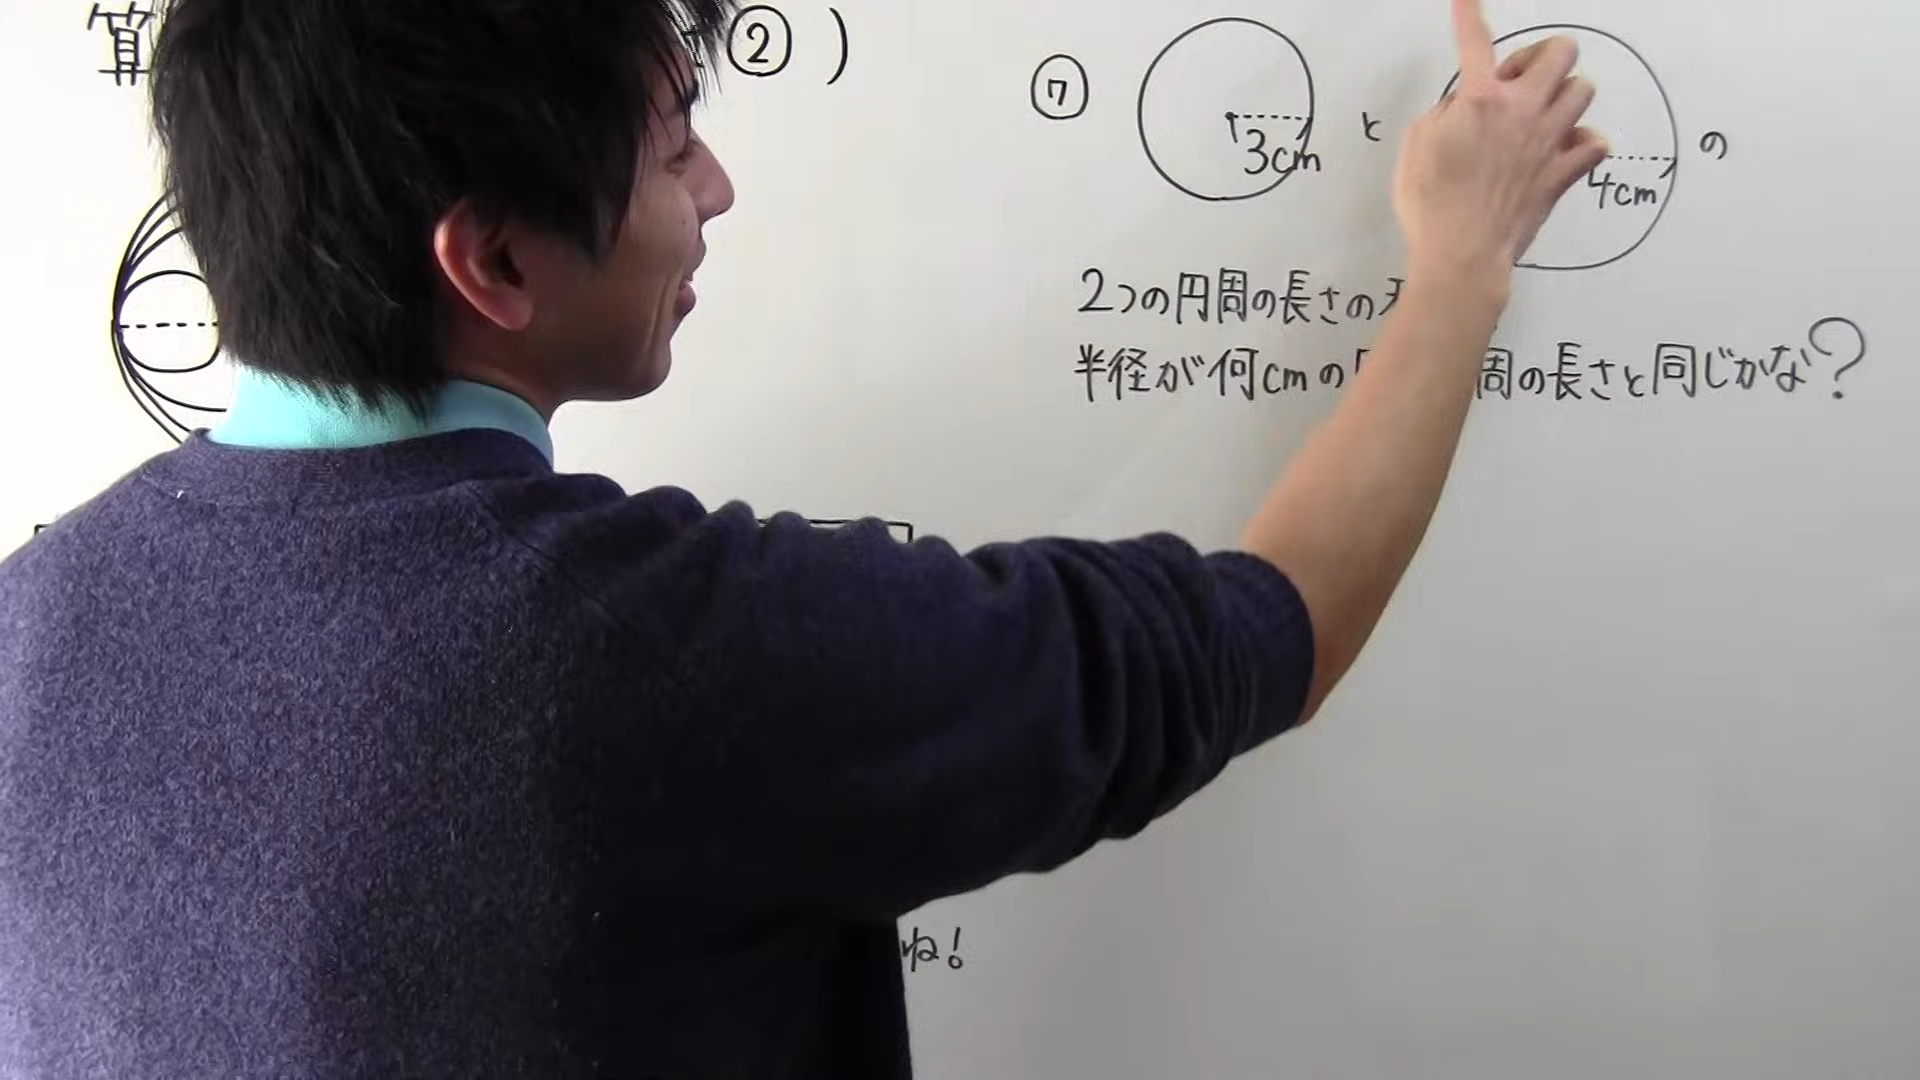 算
② )
⑦
3cm
と
4cm
の
2つの円周の長さの
半径が何cmの 周の長さと同じかな?
ね!